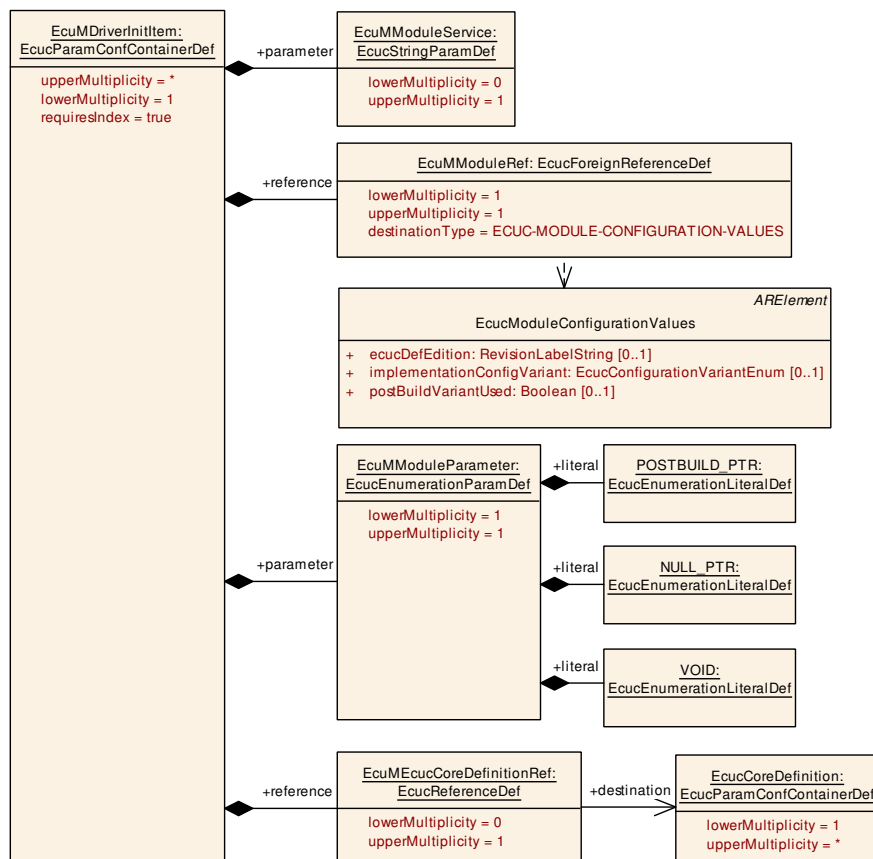 EcuMDriverInitItem:
EcucParamConfContainerDef
upperMultiplicity = *
lowerMultiplicity = 1
requiresIndex = true
+parameter
EcuMModuleService:
EcucStringParamDef
lowerMultiplicity = 0
upperMultiplicity = 1
+reference
EcuMModuleRef: EcucForeignReferenceDef
lowerMultiplicity = 1
upperMultiplicity = 1
destinationType = ECUC-MODULE-CONFIGURATION-VALUES
ARElement
EcucModuleConfigurationValues
+ ecucDefEdition: RevisionLabelString [0..1]
+ implementationConfigVariant: EcucConfigurationVariantEnum [0..1]
+ postBuildVariantUsed: Boolean [0..1]
+parameter
EcuMModuleParameter:
EcucEnumerationParamDef
lowerMultiplicity = 1
upperMultiplicity = 1
+literal
POSTBUILD_PTR:
EcucEnumerationLiteralDef
+literal
NULL_PTR:
EcucEnumerationLiteralDef
+literal
VOID:
EcucEnumerationLiteralDef
+reference
EcuMEcucCoreDefinitionRef:
EcucReferenceDef
lowerMultiplicity = 0
upperMultiplicity = 1
+destination
EcucCoreDefinition:
EcucParamConfContainerDef
lowerMultiplicity = 1
upperMultiplicity = *